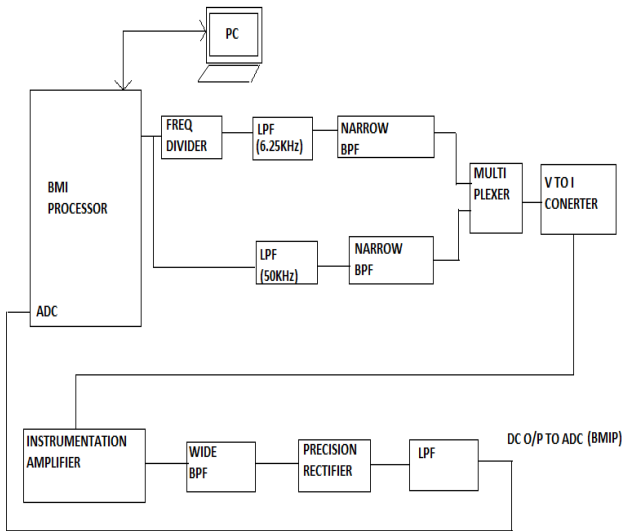 PC
BMI
PROCESSOR
ADC
FREQ
DIVIDER
LPF
(6.25KHz)
NARROW
BPF
LPF
(50KHz)
NARROW
BPF
MULTI
PLEXER
V TO I
CONERTER
INSTRUMENTATION
AMPLIFIER
WIDE
BPF
PRECISION
RECTIFIER
LPF
DC O/P TO ADC (BMIP)